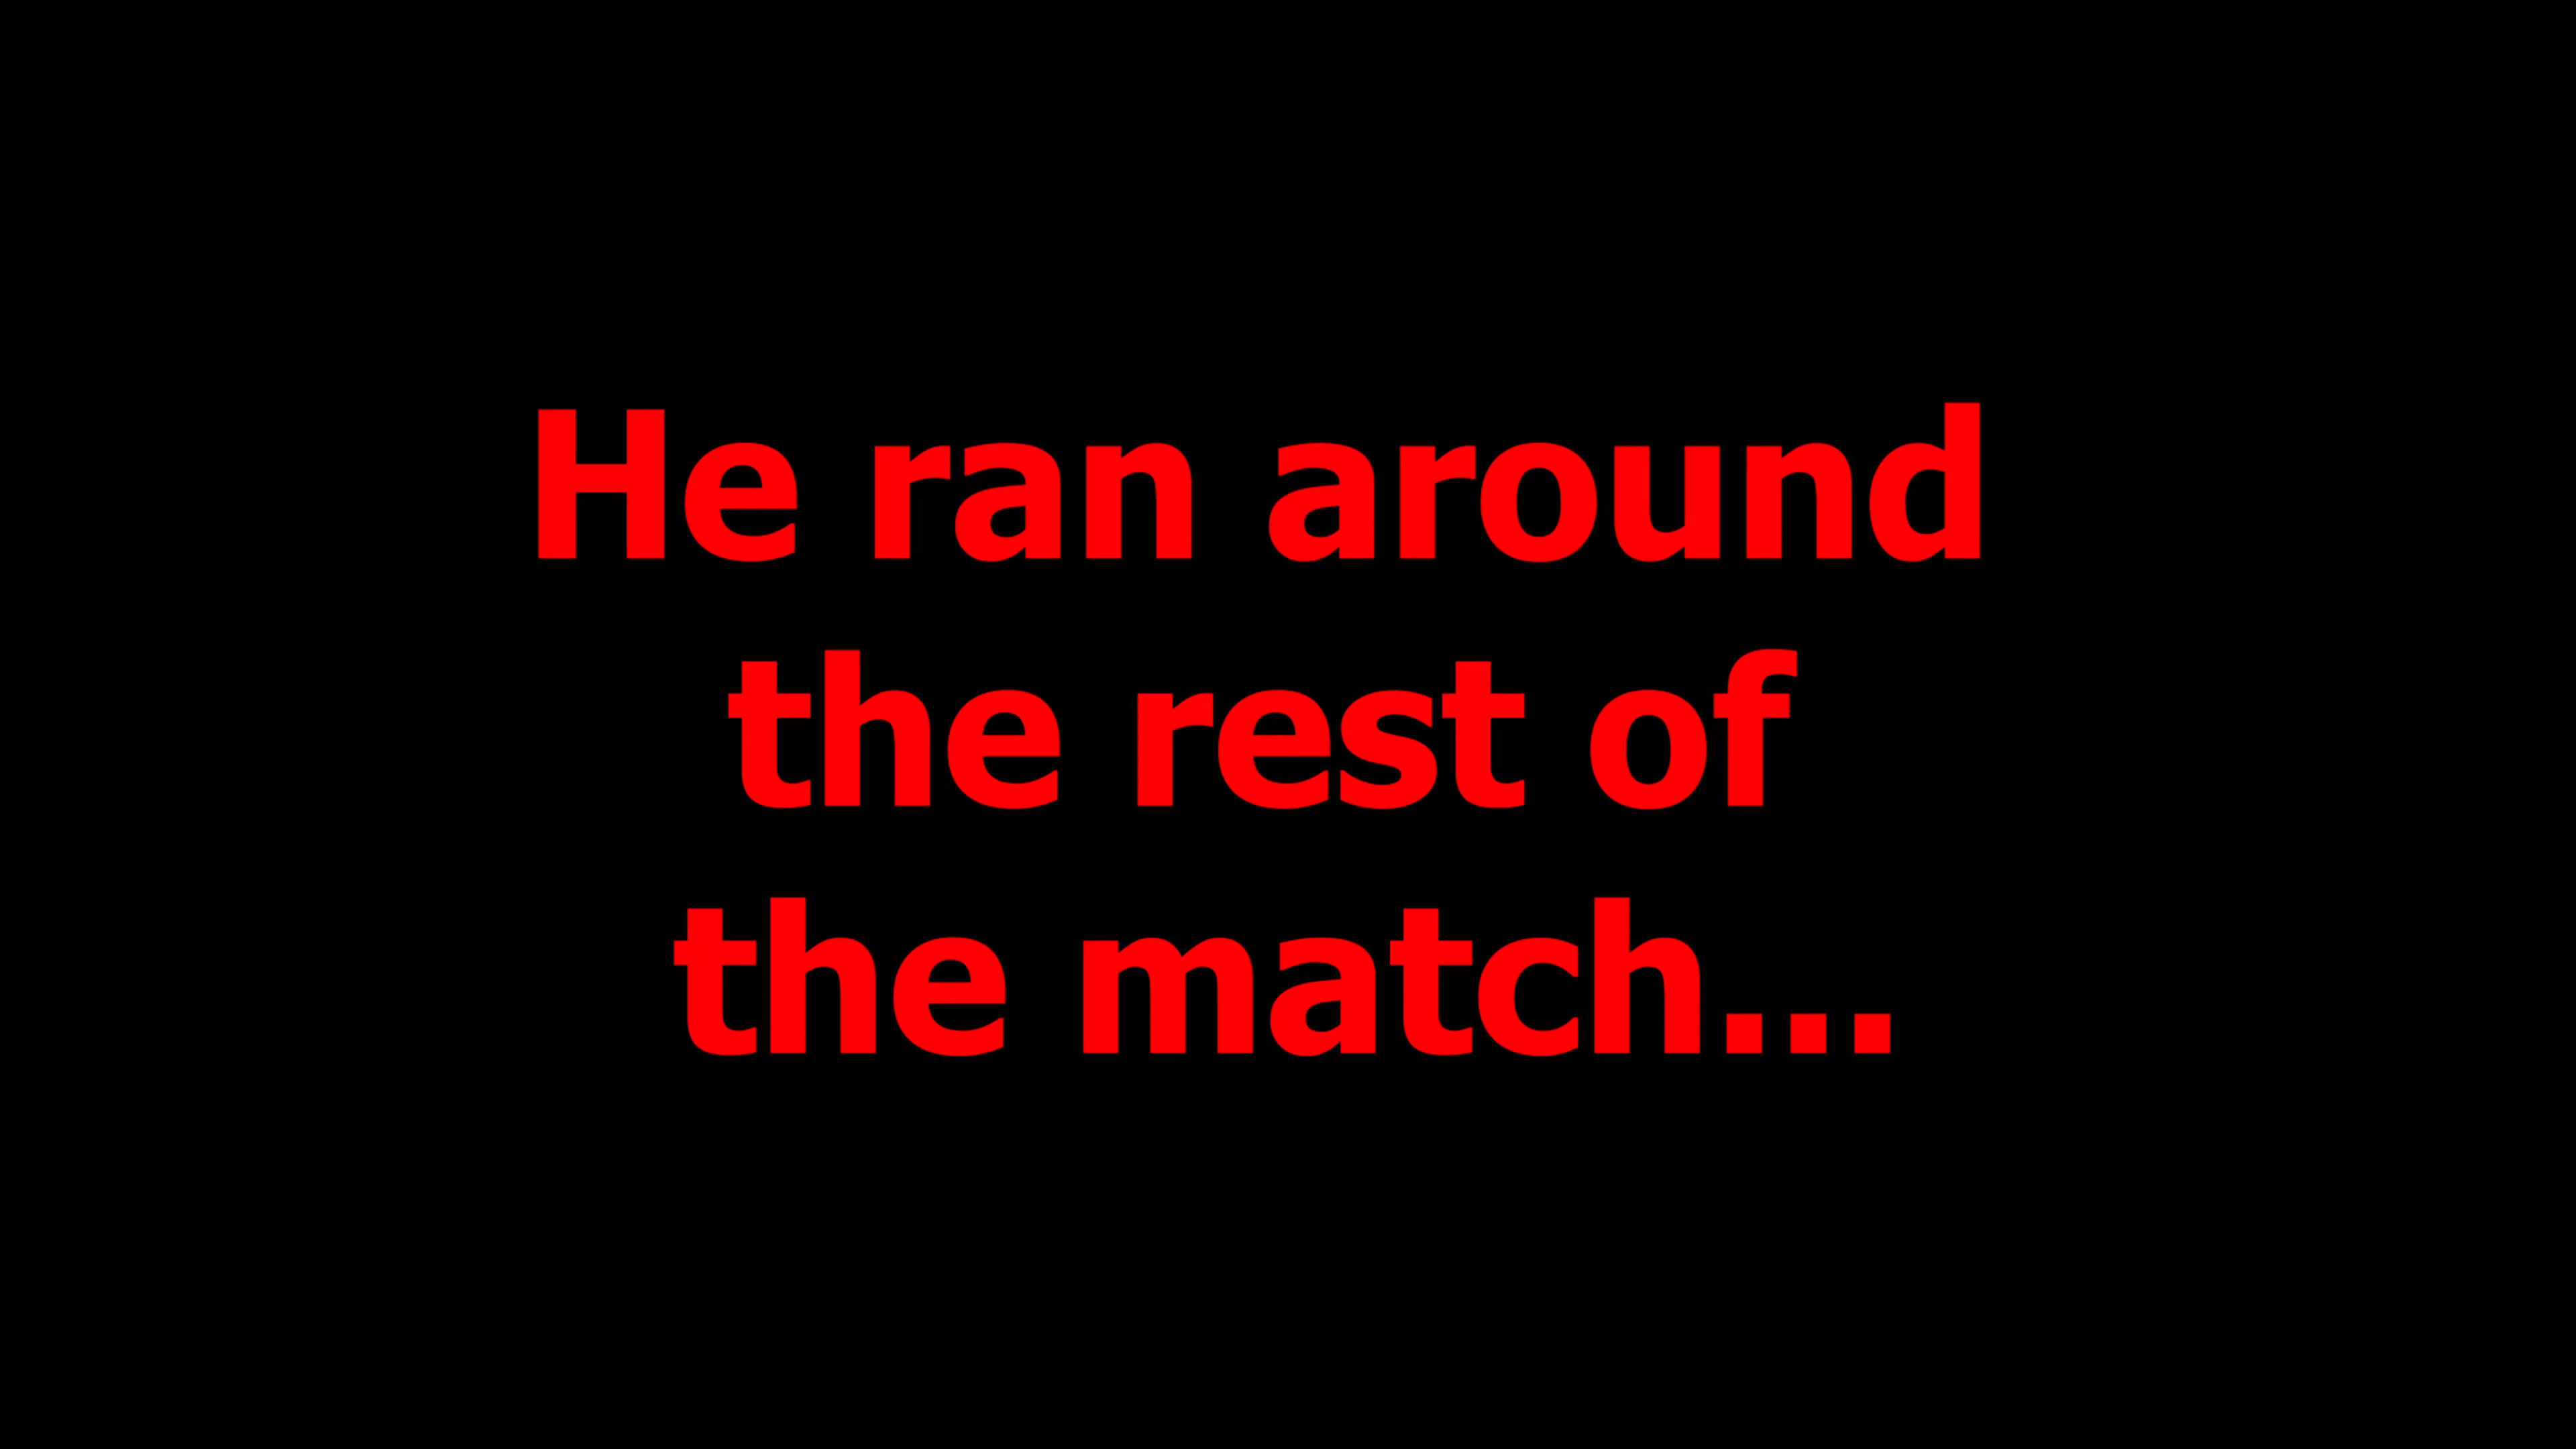 He ran around
the rest of
the match...